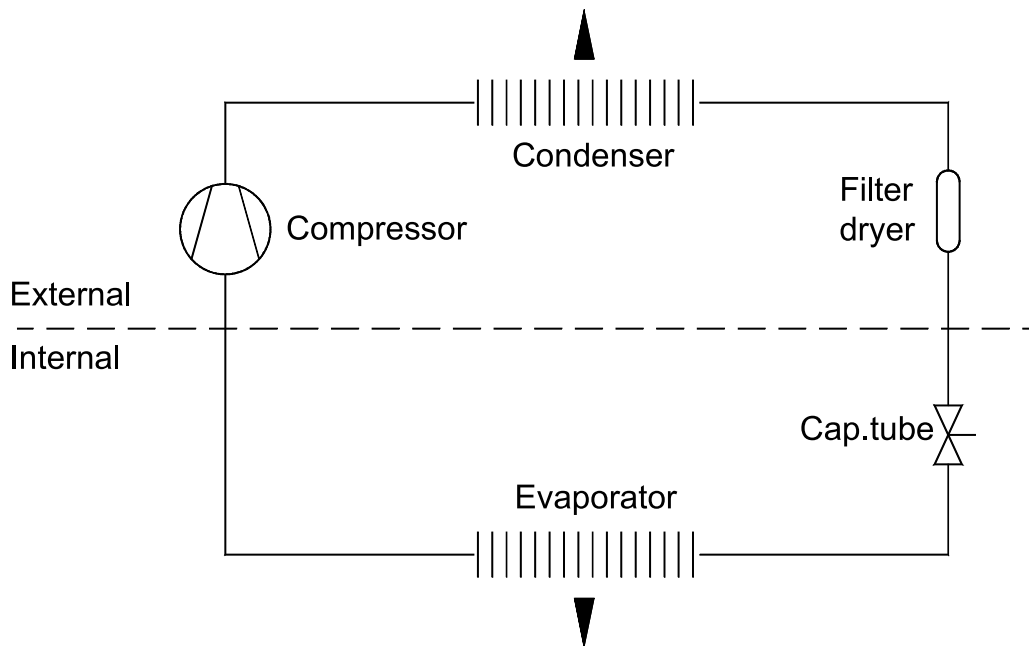 Condenser
Filter
dryer
Compressor
External
Internal
Cap.tube
Evaporator